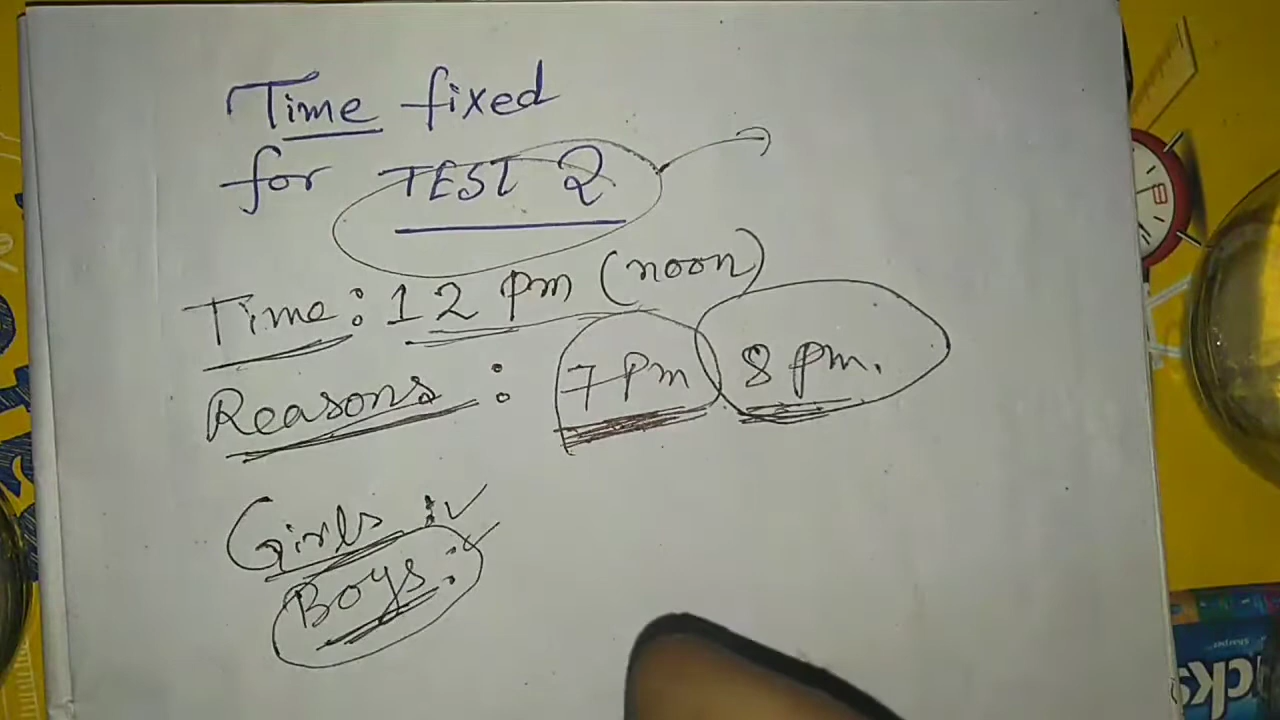 Time fixed
for TEST 2
Time: 12 pm (noon)
Reasons: 7 Pm 8 pm.
Girls:
Boys: